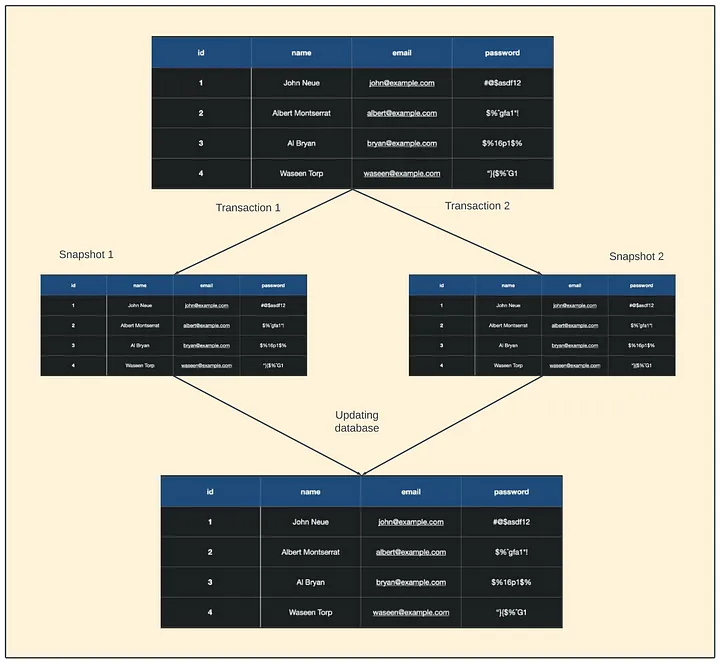 id name email password
1 John Neue john@example.com #@$asdf12
2 Albert Montserrat albert@example.com $%ˆgfa1*!
3 Al Bryan bryan@example.com $%16p1$%
4 Waseen Torp waseen@example.com *){$%ˆG1
Transaction 1
Transaction 2
Snapshot 1
Snapshot 2
id name email password
1 John Neue john@example.com #@$asdf12
2 Albert Montserrat albert@example.com $%ˆgfa1*!
3 Al Bryan bryan@example.com $%16p1$%
4 Waseen Torp waseen@example.com *){$%ˆG1
id name email password
1 John Neue john@example.com #@$asdf12
2 Albert Montserrat albert@example.com $%ˆgfa1*!
3 Al Bryan bryan@example.com $%16p1$%
4 Waseen Torp waseen@example.com *){$%ˆG1
Updating
database
id name email password
1 John Neue john@example.com #@$asdf12
2 Albert Montserrat albert@example.com $%ˆgfa1*!
3 Al Bryan bryan@example.com $%16p1$%
4 Waseen Torp waseen@example.com *){$%ˆG1